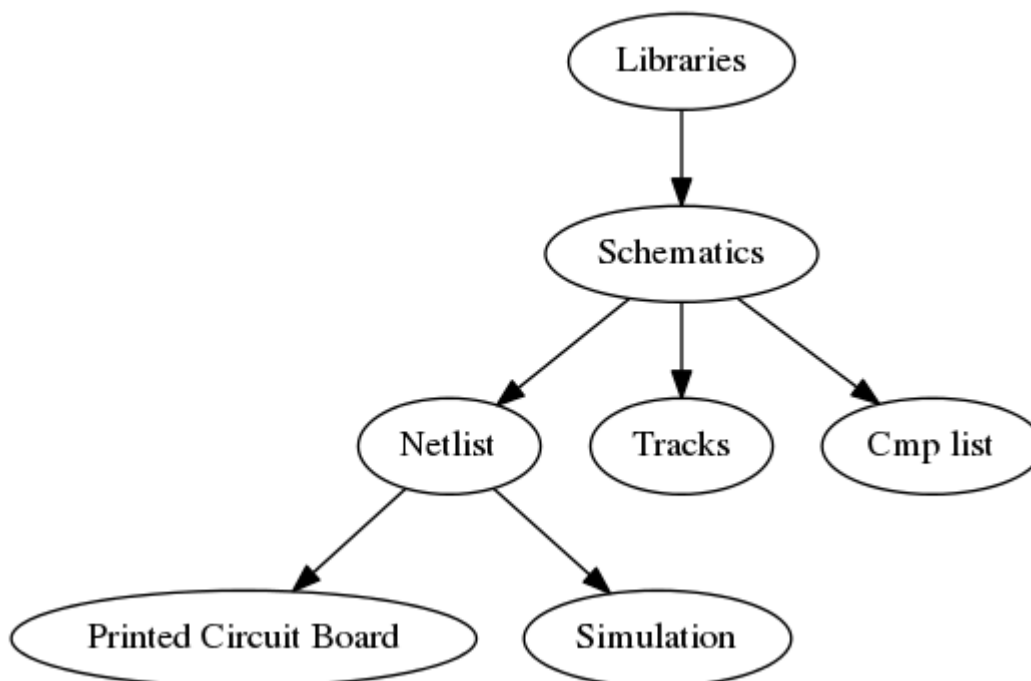 Libraries
Schematics
Netlist
Tracks
Cmp list
Printed Circuit Board
Simulation